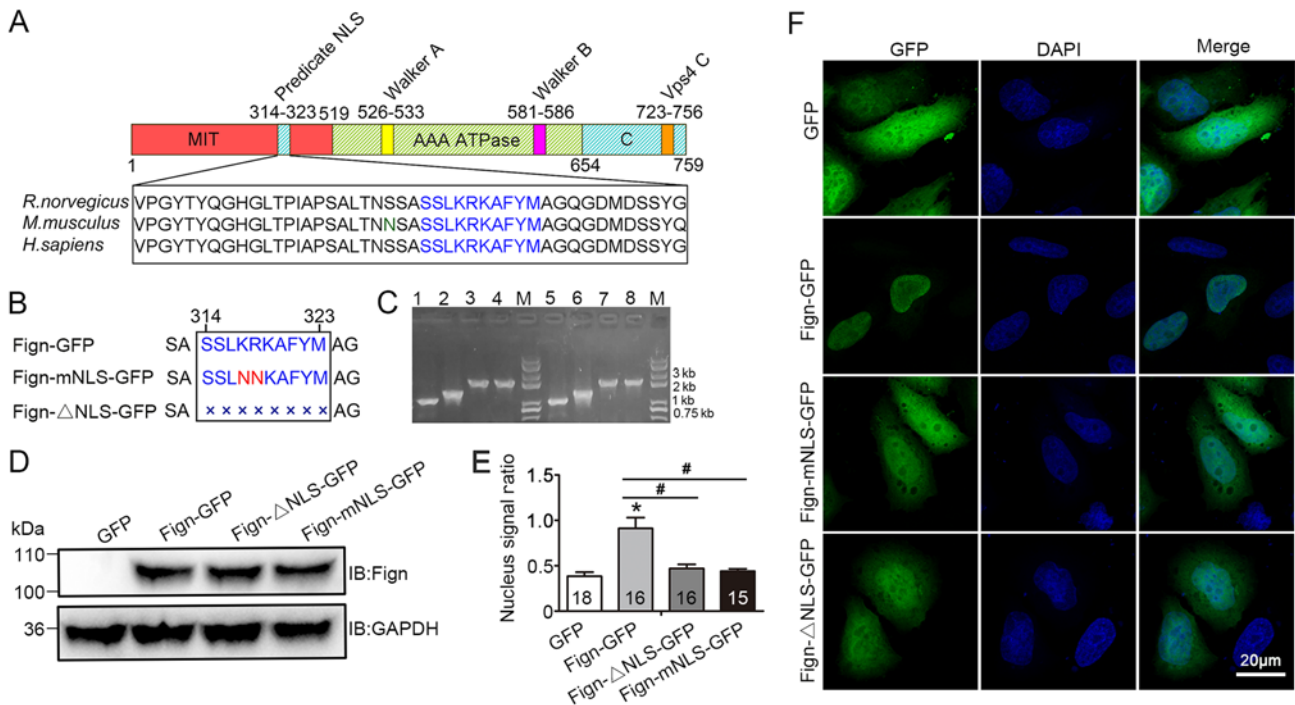 A
Predicate NLS
Walker A
Walker B
Vps4 C
314-323 519 526-533 581-586 723-756
MIT AAA ATPase C
1 654 759
R.norvegicus VPGYTYQGHGLTPIAPSALTNSSASSLKRKAFYMAGQGDMDSSYG
M.musculus VPGYTYQGHGLTPIAPSALTNNSASSLKRKAFYMAGQGDMDSSYQ
H.sapiens VPGYTYQGHGLTPIAPSALTNSSASSLKRKAFYMAGQGDMDSSYG
B
314 323
Fign-GFP SA SSLKRKAFYM AG
Fign-mNLS-GFP SA SSLNNKAFYM AG
Fign-△NLS-GFP SA ×××××××× AG
C
1 2 3 4 M 5 6 7 8 M
3 kb
2 kb
1 kb
0.75 kb
D
kDa GFP Fign-GFP Fign-△NLS-GFP Fign-mNLS-GFP
110
100
IB:Fign
36
IB:GAPDH
E
Nucleus signal ratio
1.5
1.0
0.5
0
#
#
*
18 16 16 15
GFP Fign-GFP Fign-△NLS-GFP Fign-mNLS-GFP
F
GFP DAPI Merge
GFP
Fign-GFP
Fign-mNLS-GFP
Fign-△NLS-GFP
20μm